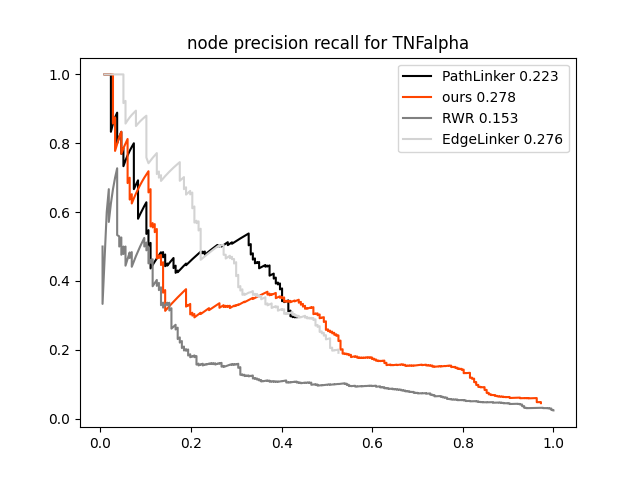 node precision recall for TNFalpha
PathLinker 0.223
ours 0.278
RWR 0.153
EdgeLinker 0.276
1.0
0.8
0.6
0.4
0.2
0.0
0.0 0.2 0.4 0.6 0.8 1.0